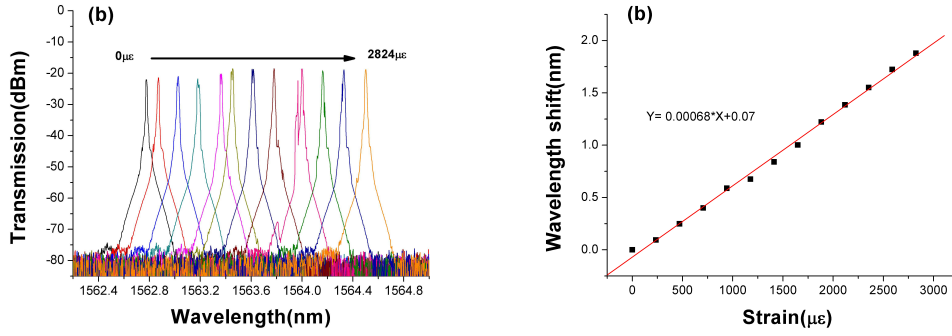 (b)
0με
2824με
Transmission(dBm)
0
-10
-20
-30
-40
-50
-60
-70
-80
1562.4 1562.8 1563.2 1563.6 1564.0 1564.4 1564.8
Wavelength(nm)
(b)
Y= 0.00068*X+0.07
Wavelength shift(nm)
2.0
1.5
1.0
0.5
0.0
0 500 1000 1500 2000 2500 3000
Strain(με)